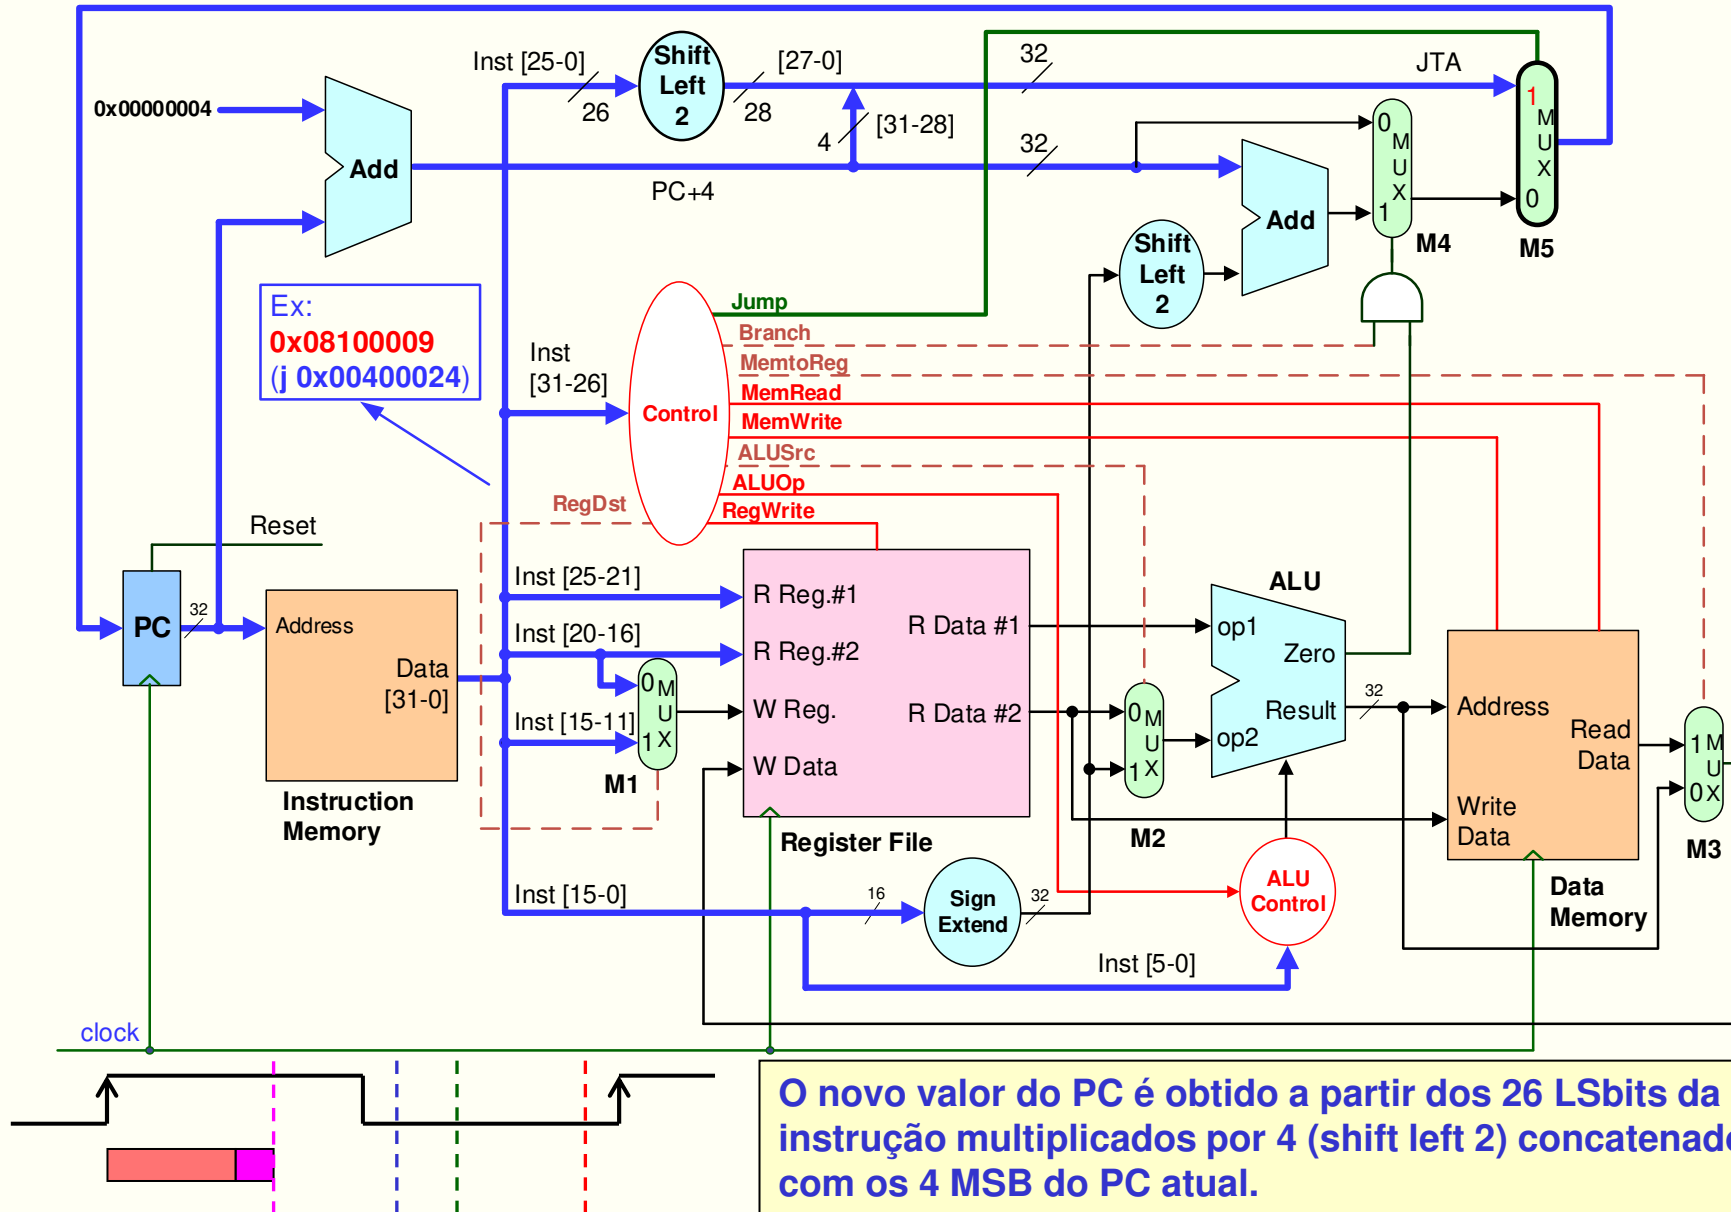 Inst [25-0]
26
Shift
Left
2
[27-0]
28
32
JTA
0x00000004
Add
4
[31-28]
PC+4
32
0
M
U
X
1
M4
1
M
U
X
0
M5
Add
Shift
Left
2
Ex:
0x08100009
(j 0x00400024)
Inst
[31-26]
Control
Jump
Branch
MemtoReg
MemRead
MemWrite
ALUSrc
ALUOp
RegWrite
RegDst
Reset
PC
32
Address
Data
[31-0]
Instruction
Memory
Inst [25-21]
Inst [20-16]
Inst [15-11]
0
M
U
X
1
M1
R Reg.#1
R Reg.#2
W Reg.
W Data
R Data #1
R Data #2
Register File
0
M
U
X
1
M2
ALU
op1
op2
Zero
Result
32
Address
Read
Data
Write
Data
Data
Memory
1
M
U
X
0
M3
Inst [15-0]
16
Sign
Extend
32
ALU
Control
Inst [5-0]
clock
O novo valor do PC é obtido a partir dos 26 LSbits da
instrução multiplicados por 4 (shift left 2)
com os 4 MSB do PC atual.